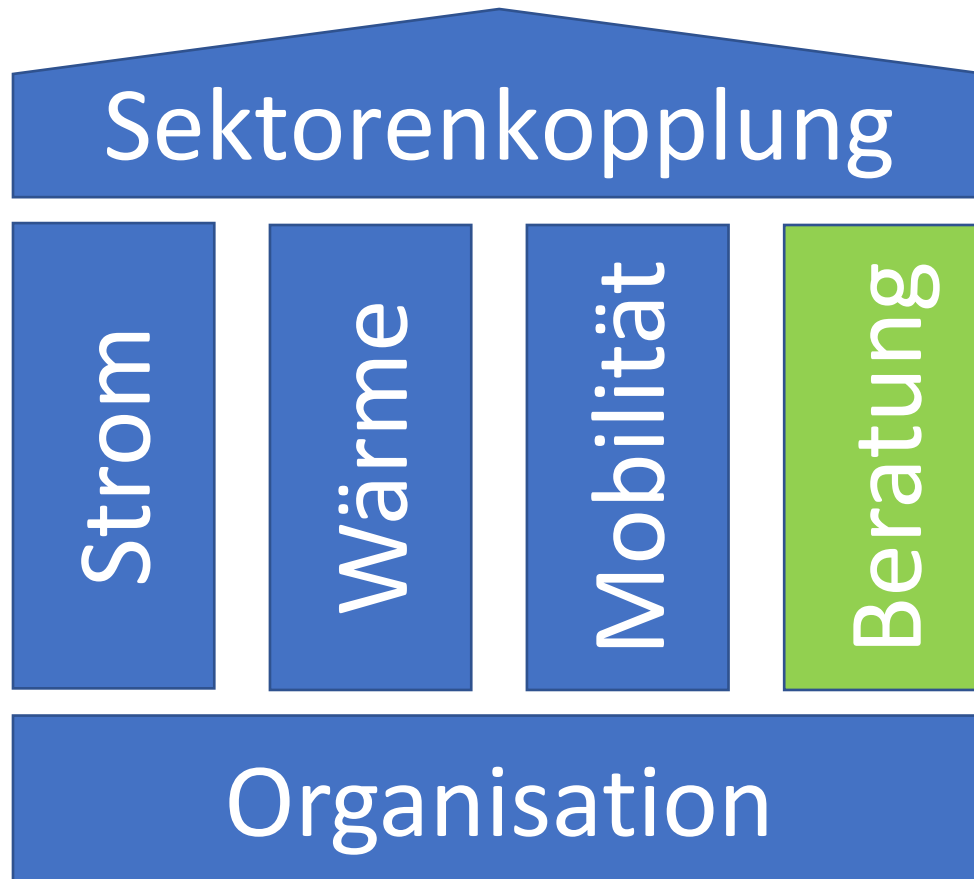 Sektorenkopplung
Strom
Wärme
Mobilität
Beratung
Organisation